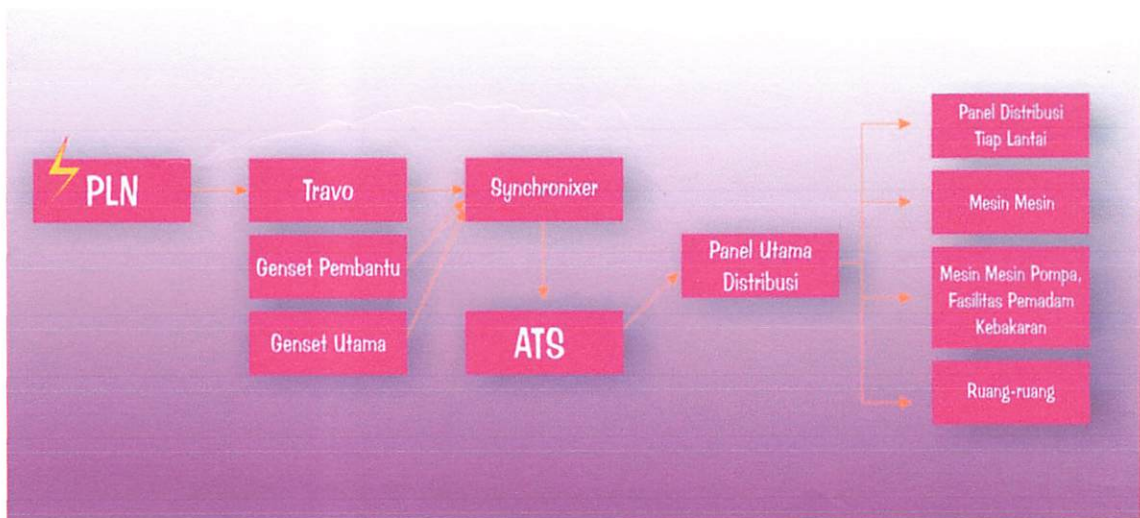 PLN
Travo
Genset Pembantu
Genset Utama
Synchronixer
ATS
Panel Utama
Distribusi
Panel Distribusi
Tiap Lantai
Mesin Mesin
Mesin Mesin Pompa,
Fasilitas Pemadam
Kebakaran
Ruang-ruang